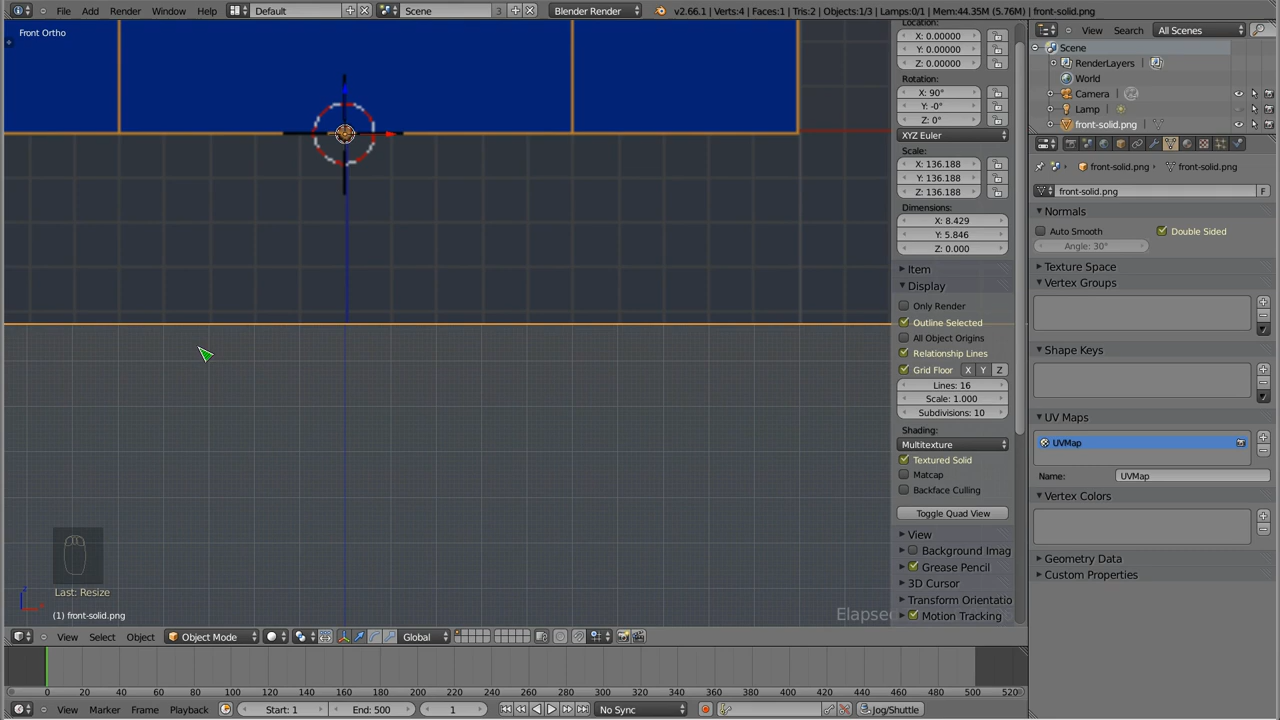 File Add Render Window Help Default Scene 3 Blender Render v2.66.1 | Verts:4 | Faces:1 | Tris:2 | Objects:1/3 | Lamps:0/1 | Mem:44.35M (5.76M) | front-solid.png
Front Ortho
Location:
X: 0.00000
Y: 0.00000
Z: 0.00000
Rotation:
X: 90°
Y: -0°
Z: 0°
XYZ Euler
Scale:
X: 136.188
Y: 136.188
Z: 136.188
Dimensions:
X: 8.429
Y: 5.846
Z: 0.000
Item
Display
Only Render
Outline Selected
All Object Origins
Relationship Lines
Grid Floor X Y Z
Lines: 16
Scale: 1.000
Subdivisions: 10
Shading:
Multitexture
Textured Solid
Matcap
Backface Culling
Toggle Quad View
View
Background Imag
Grease Pencil
3D Cursor
Transform Orientatio
Motion Tracking
View Search All Scenes
Scene
RenderLayers
World
Camera
Lamp
front-solid.png
front-solid.png front-solid.png
front-solid.png F
Normals
Auto Smooth Double Sided
Angle: 30°
Texture Space
Vertex Groups
Shape Keys
UV Maps
UVMap
Name: UVMap
Vertex Colors
Geometry Data
Custom Properties
Last: Resize
(1) front-solid.png
Elapse
View Select Object Object Mode Global
0 20 40 60 80 100 120 140 160 180 200 220 240 260 280 300 320 340 360 380 400 420 440 460 480 500 520
View Marker Frame Playback Start: 1 End: 500 1 No Sync Jog/Shuttle